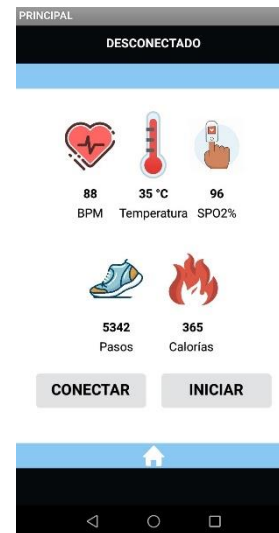 PRINCIPAL
DESCONECTADO
88 35 °C 96
BPM Temperatura SPO2%
5342 365
Pasos Calorías
CONECTAR INICIAR